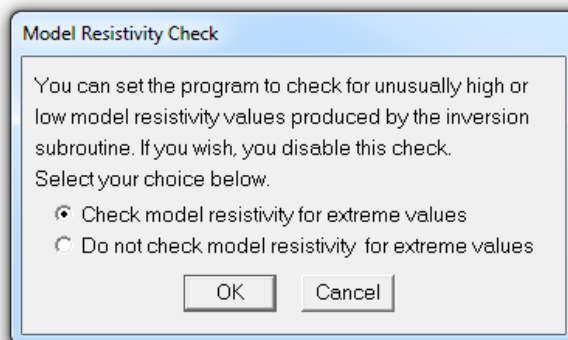 Model Resistivity Check
You can set the program to check for unusually high or
low model resistivity values produced by the inversion
subroutine. If you wish, you disable this check.
Select your choice below.
Check model resistivity for extreme values
Do not check model resistivity for extreme values
OK Cancel